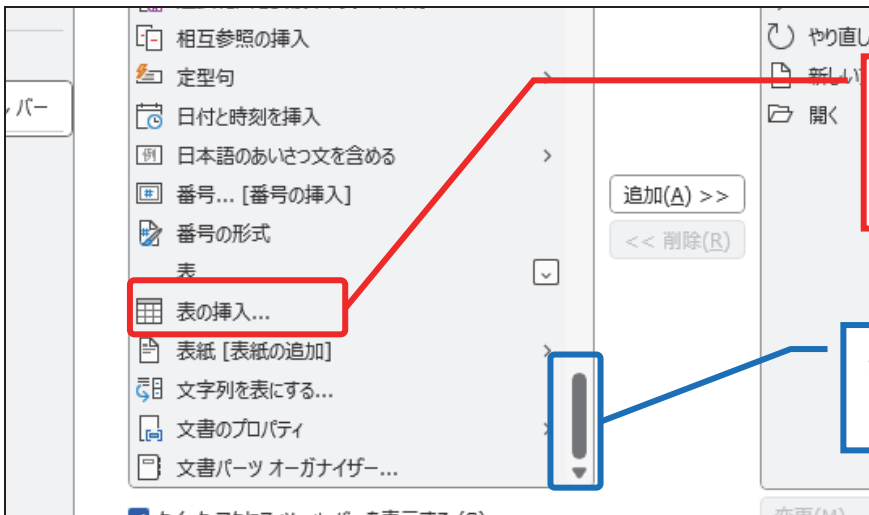 相互参照の挿入
定型句
日付と時刻を挿入
日本語のあいさつ文を含める
番号... [番号の挿入]
番号の形式
表
表の挿入...
表紙 [表紙の追加]
文字列を表にする...
文書のプロパティ
文書パーツ オーガナイザー...
バー
追加(A) >>
<< 削除(R)
やり直し
新しい
開く